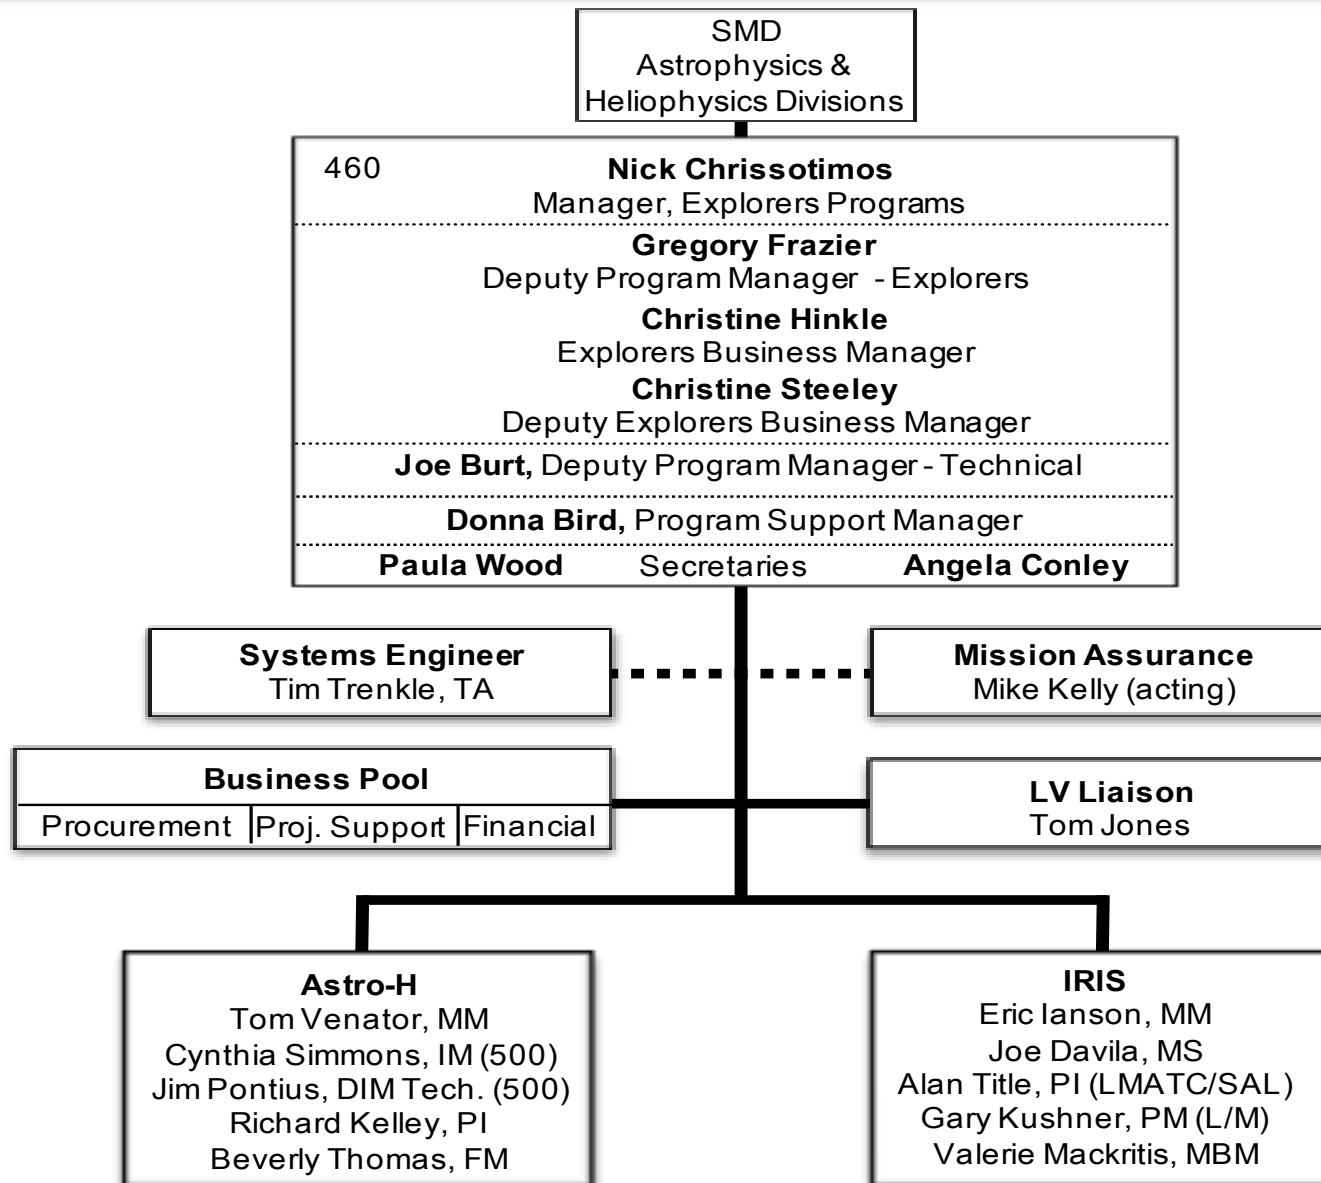 SMD
Astrophysics &
Heliophysics Divisions
460
Nick Chrissotimos
Manager, Explorers Programs
Gregory Frazier
Deputy Program Manager - Explorers
Christine Hinkle
Explorers Business Manager
Christine Steeley
Deputy Explorers Business Manager
Joe Burt, Deputy Program Manager - Technical
Donna Bird, Program Support Manager
Paula Wood Secretaries Angela Conley
Systems Engineer
Tim Trenkle, TA
Mission Assurance
Mike Kelly (acting)
Business Pool
Procurement Proj. Support Financial
LV Liaison
Tom Jones
Astro-H
Tom Venator, MM
Cynthia Simmons, IM (500)
Jim Pontius, DIM Tech. (500)
Richard Kelley, PI
Beverly Thomas, FM
IRIS
Eric Ianson, MM
Joe Davila, MS
Alan Title, PI (LMATC/SAL)
Gary Kushner, PM (L/M)
Valerie Mackritis, MBM